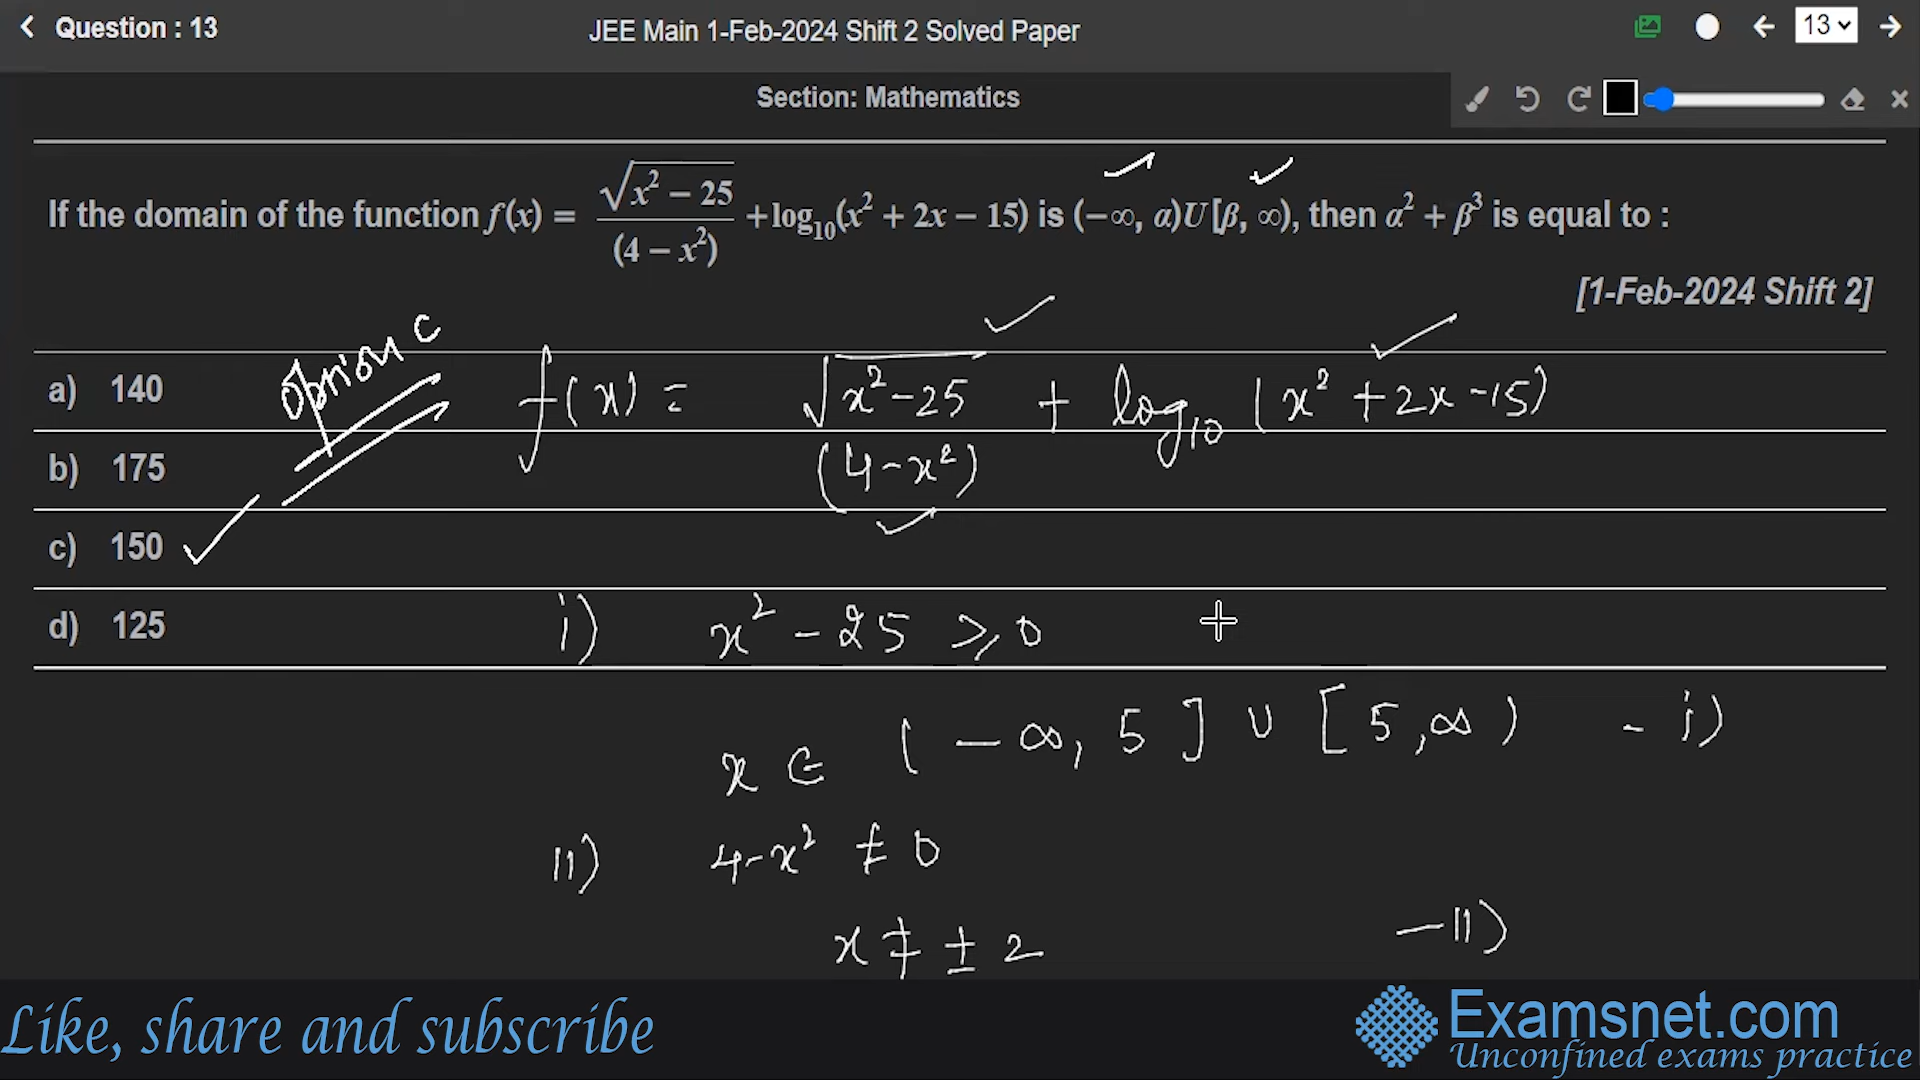 Question : 13
JEE Main 1-Feb-2024 Shift 2 Solved Paper
13
Section: Mathematics
If the domain of the function f(x) = √(x² − 25)/(4 − x²) + log₁₀(x² + 2x − 15) is (−∞, α)U[β, ∞), then α² + β³ is equal to :
[1-Feb-2024 Shift 2]
a) 140
b) 175
c) 150
d) 125
Option C
f(x) = √(x²-25)/(4-x²) + log₁₀(x²+2x-15)
i) x²-25 ≥ 0
x ∈ (-∞, 5] ∪ [5, ∞) - i)
ii) 4-x² ≠ 0
x ≠ ± 2 - ii)
Like, share and subscribe
Examsnet.com
Unconfined exams practice